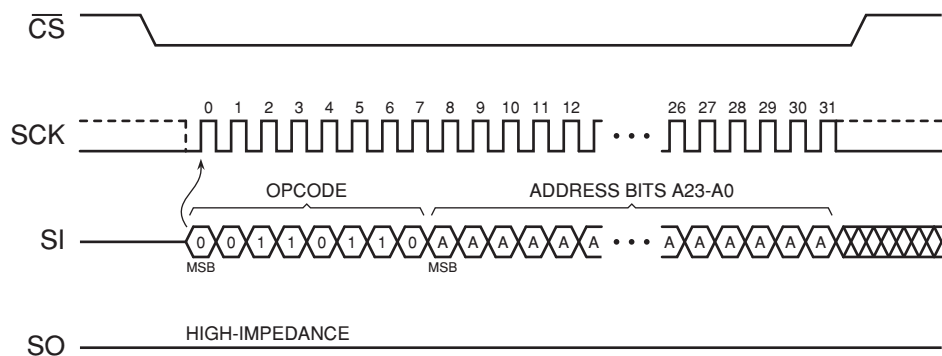 CS
0 1 2 3 4 5 6 7 8 9 10 11 12 26 27 28 29 30 31
SCK
OPCODE ADDRESS BITS A23-A0
SI 0 0 1 1 0 1 1 0 A A A A A A A A A A A A
MSB MSB
HIGH-IMPEDANCE
SO